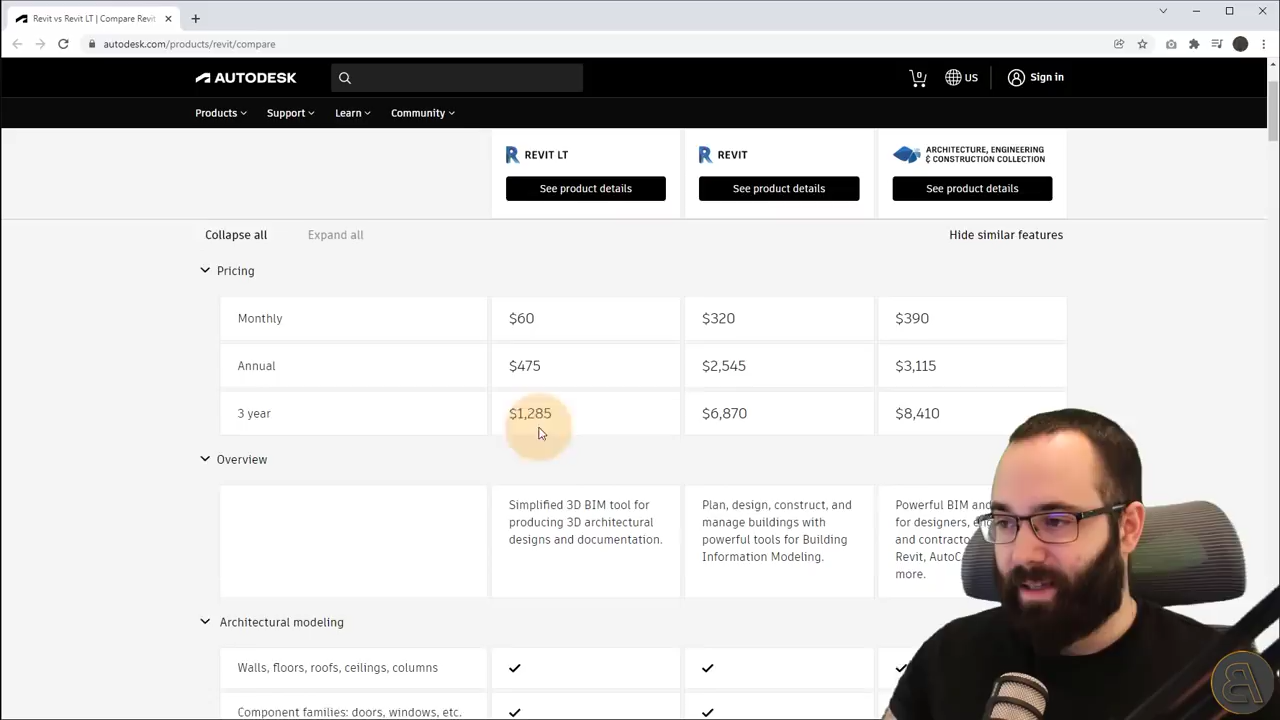 Revit vs Revit LT | Compare Revit
autodesk.com/products/revit/compare
AUTODESK
0
US
Sign in
Products
Support
Learn
Community
REVIT LT
REVIT
ARCHITECTURE, ENGINEERING
& CONSTRUCTION COLLECTION
See product details
See product details
See product details
Collapse all
Expand all
Hide similar features
Pricing
Monthly
$60
$320
$390
Annual
$475
$2,545
$3,115
3 year
$1,285
$6,870
$8,410
Overview
Simplified 3D BIM tool for
producing 3D architectural
designs and documentation.
Plan, design, construct, and
manage buildings with
powerful tools for Building
Information Modeling.
Powerful BIM and
for designers,
and contracto
Revit, AutoC
more.
Architectural modeling
Walls, floors, roofs, ceilings, columns
Component families: doors, windows, etc.